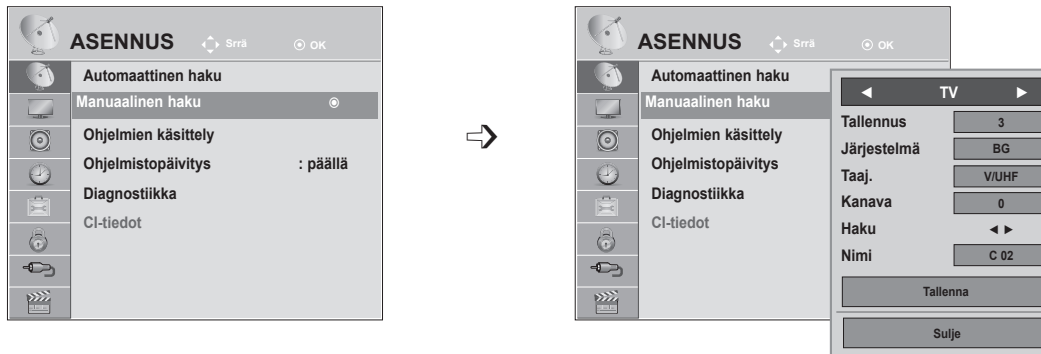 ASENNUS Srrä OK
Automaattinen haku
Manuaalinen haku
Ohjelmien käsittely
Ohjelmistopäivitys : päällä
Diagnostiikka
CI-tiedot
ASENNUS Srrä OK
Automaattinen haku
Manuaalinen haku
Ohjelmien käsittely
Ohjelmistopäivitys
Diagnostiikka
CI-tiedot
◄ TV ►
Tallennus 3
Järjestelmä BG
Taaj. V/UHF
Kanava 0
Haku ◄ ►
Nimi C 02
Tallenna
Sulje